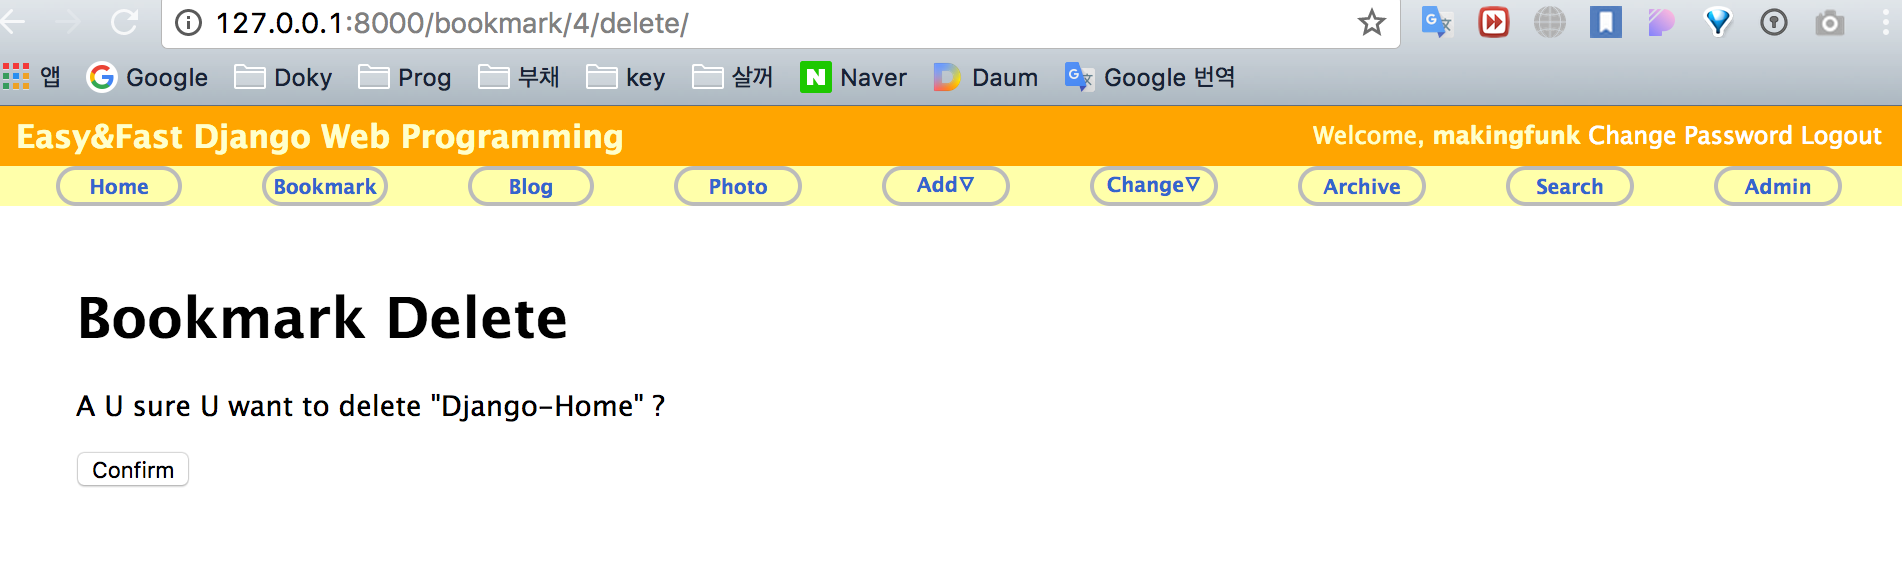 127.0.0.1:8000/bookmark/4/delete/
앱 Google Doky Prog 부채 key 살꺼 N Naver Daum Google 번역
Easy&Fast Django Web Programming Welcome, makingfunk Change Password Logout
Home Bookmark Blog Photo Add▽ Change▽ Archive Search Admin
Bookmark Delete
A U sure U want to delete "Django-Home" ?
Confirm